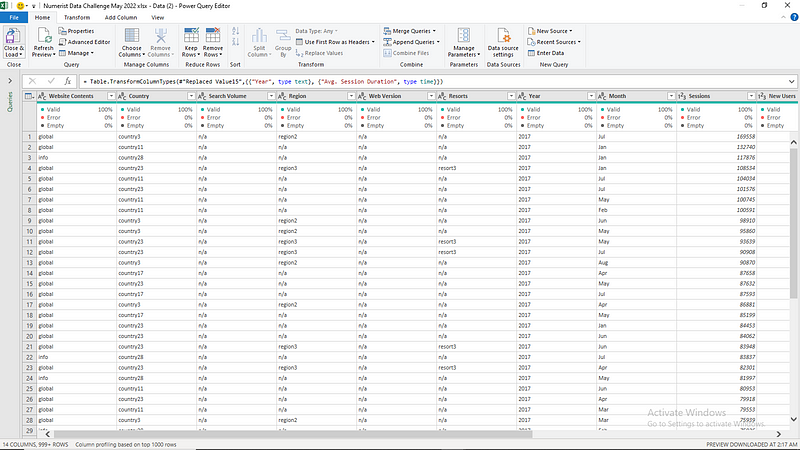 Numerist Data Challenge May 2022.xlsx - Data (2) - Power Query Editor
File Home Transform Add Column View
Close & Load Close
Refresh Preview Properties Advanced Editor Manage Query
Choose Columns Remove Columns Manage Columns
Keep Rows Remove Rows Reduce Rows
Sort
Split Column Group By Data Type: Any Use First Row as Headers Replace Values Transform
Merge Queries Append Queries Combine Files Combine
Manage Parameters Parameters
Data source settings Data Sources
New Source Recent Sources Enter Data New Query
Queries
= Table.TransformColumnTypes(#"Replaced Value15",{{"Year", type text}, {"Avg. Session Duration", type time}})
Website Contents Country Search Volume Region Web Version Resorts Year Month Sessions New Users
Valid 100% Valid 100% Valid 100% Valid 100% Valid 100% Valid 100% Valid 100% Valid 100% Valid 100% Valid
Error 0% Error 0% Error 0% Error 0% Error 0% Error 0% Error 0% Error 0% Error 0% Error
Empty 0% Empty 0% Empty 0% Empty 0% Empty 0% Empty 0% Empty 0% Empty 0% Empty 0% Empty
1 global country3 n/a region2 n/a n/a 2017 Jul 169558
2 global country11 n/a n/a n/a n/a 2017 Jan 132740
3 info country28 n/a n/a n/a n/a 2017 Jan 117876
4 global country23 n/a region3 n/a resort3 2017 Jan 108534
5 global country11 n/a n/a n/a n/a 2017 Jul 104034
6 global country23 n/a n/a n/a n/a 2017 Jul 101576
7 global country11 n/a n/a n/a n/a 2017 May 100745
8 global country11 n/a n/a n/a n/a 2017 Feb 100591
9 global country3 n/a region2 n/a n/a 2017 Jun 98910
10 global country3 n/a region2 n/a n/a 2017 May 95860
11 global country23 n/a region3 n/a resort3 2017 May 93639
12 global country23 n/a region3 n/a resort3 2017 Jul 90908
13 global country3 n/a region2 n/a n/a 2017 Aug 90870
14 global country17 n/a n/a n/a n/a 2017 Apr 87658
15 global country23 n/a n/a n/a n/a 2017 May 87632
16 global country17 n/a n/a n/a n/a 2017 Jul 87593
17 global country3 n/a region2 n/a n/a 2017 Apr 86881
18 global country17 n/a n/a n/a n/a 2017 May 85199
19 global country23 n/a n/a n/a n/a 2017 Jan 84453
20 global country23 n/a n/a n/a n/a 2017 Jun 84062
21 global country23 n/a region3 n/a resort3 2017 Jun 83948
22 info country28 n/a n/a n/a n/a 2017 Jul 83837
23 global country23 n/a region3 n/a resort3 2017 Apr 82301
24 info country28 n/a n/a n/a n/a 2017 May 81997
25 global country11 n/a n/a n/a n/a 2017 Jun 80953
26 global country23 n/a n/a n/a n/a 2017 Apr 79918
27 global country11 n/a n/a n/a n/a 2017 Mar 79553
28 global country3 n/a region2 n/a n/a 2017 Mar 75939
29
Activate Windows
Go to Settings to activate Windows.
14 COLUMNS, 999+ ROWS Column profiling based on top 1000 rows PREVIEW DOWNLOADED AT 2:17 AM